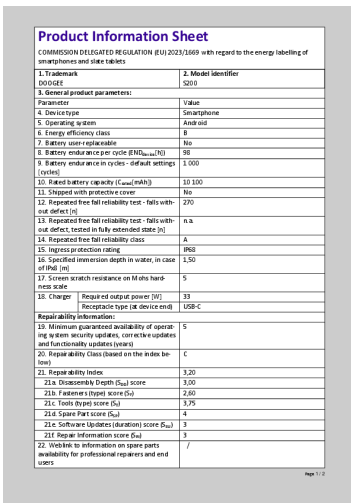 Product Information Sheet
COMMISSION DELEGATED REGULATION (EU) 2023/1669 with regard to the energy labelling of
smartphones and slate tablets
1. Trademark 2. Model identifier
DOOGEE S200
3. General product parameters:
Parameter Value
4. Device type Smartphone
5. Operating system Android
6. Energy efficiency class B
7. Battery user-replaceable No
8. Battery endurance per cycle (END[h]) 98
9. Battery endurance in cycles - default settings 1 000
[cycles]
10. Rated battery capacity (Crated[mAh]) 10 100
11. Shipped with protective cover No
12. Repeated free fall reliability test - falls with- 270
out defect [n]
13. Repeated free fall reliability test - falls with- n.a.
out defect, tested in fully extended state [n]
14. Repeated free fall reliability class A
15. Ingress protection rating IP68
16. Specified immersion depth in water, in case 1,50
of IPx8 [m]
17. Screen scratch resistance on Mohs hard- 5
ness scale
18. Charger Required output power [W] 33
Receptacle type (at device end) USB-C
Repairability information:
19. Minimum guaranteed availability of operat- 5
ing system security updates, corrective updates
and functionality updates (years)
20. Repairability Class (based on the index be- C
low)
21. Repairability Index 3,20
21a. Disassembly Depth (SDD) score 3,00
21b. Fasteners (type) score (SF) 2,60
21c. Tools (type) score (ST) 3,75
21d. Spare Part score (SSP) 4
21e. Software Updates (duration) score (SSU) 3
21f. Repair Information score (SRI) 3
22. Weblink to information on spare parts /
availability for professional repairers and end
users
Page 1 / 2